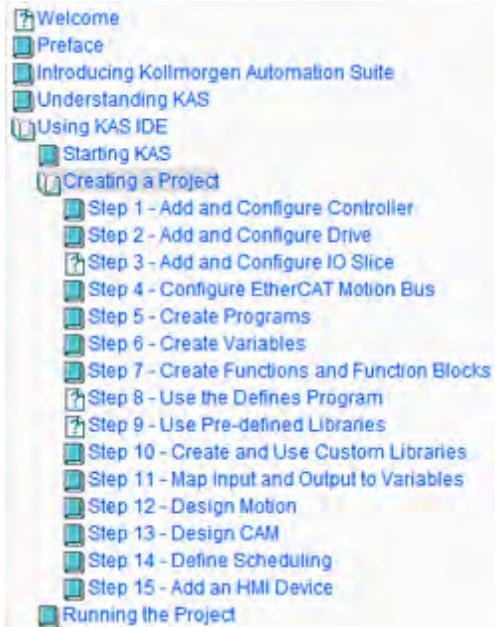 Welcome
Preface
Introducing Kollmorgen Automation Suite
Understanding KAS
Using KAS IDE
Starting KAS
Creating a Project
Step 1 - Add and Configure Controller
Step 2 - Add and Configure Drive
Step 3 - Add and Configure IO Slice
Step 4 - Configure EtherCAT Motion Bus
Step 5 - Create Programs
Step 6 - Create Variables
Step 7 - Create Functions and Function Blocks
Step 8 - Use the Defines Program
Step 9 - Use Pre-defined Libraries
Step 10 - Create and Use Custom Libraries
Step 11 - Map Input and Output to Variables
Step 12 - Design Motion
Step 13 - Design CAM
Step 14 - Define Scheduling
Step 15 - Add an HMI Device
Running the Project